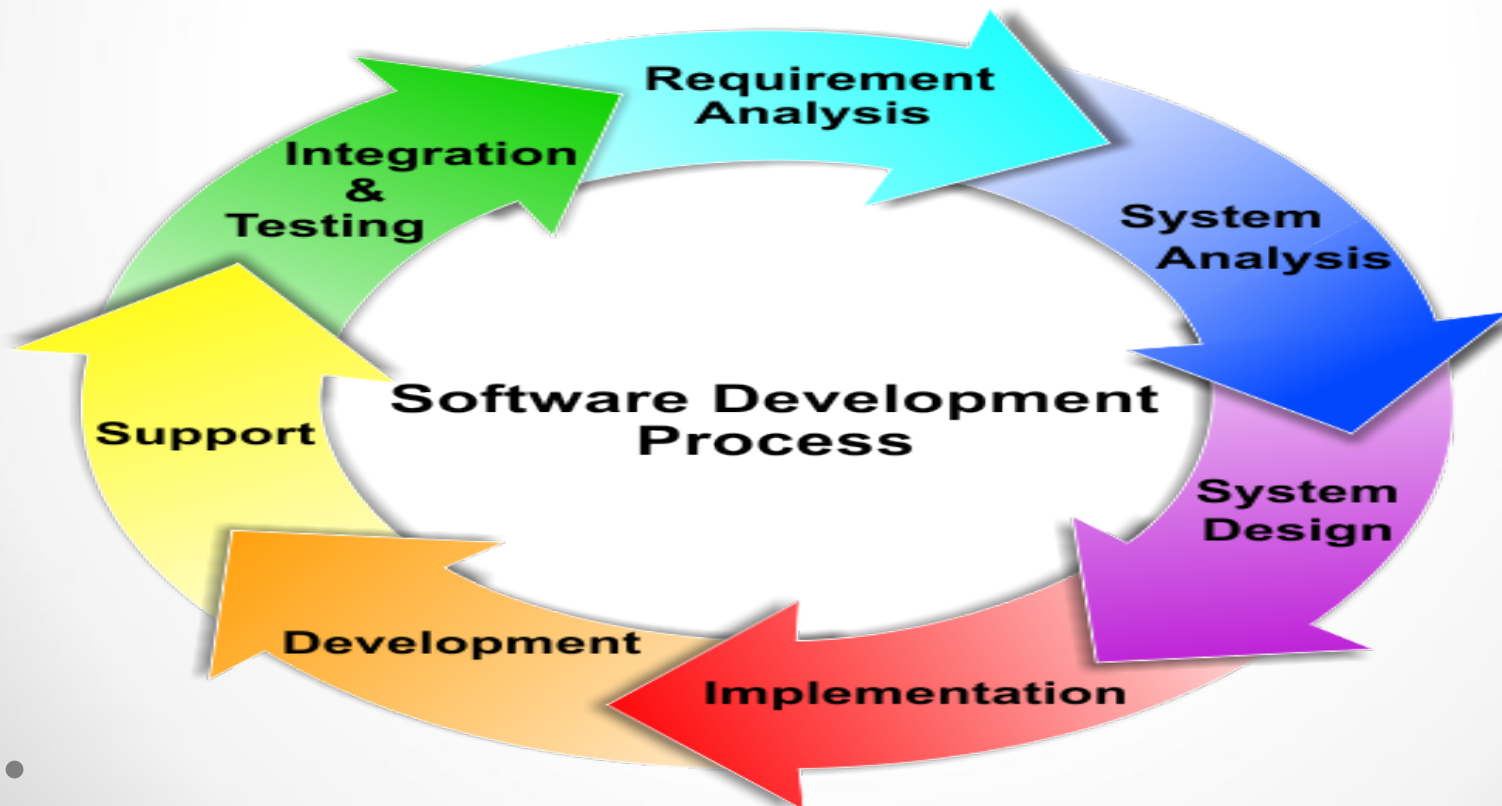 Requirement
Analysis
System
Analysis
System
Design
Implementation
Development
Support
Integration
&
Testing
Software Development
Process